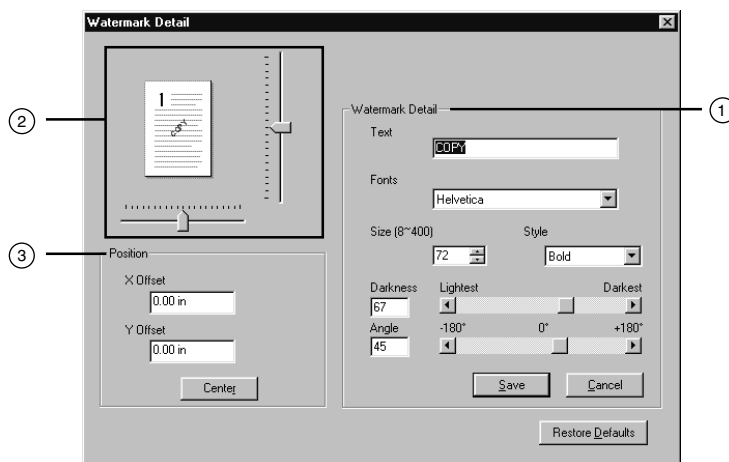 Watermark Detail
2
1
COPY
Watermark Detail
1
Text
COPY
Fonts
Helvetica
Size (8~400)
Style
72
Bold
Darkness
Lightest
Darkest
67
Angle
-180°
0°
+180°
45
Save
Cancel
Restore Defaults
3
Position
X Offset
0.00 in
Y Offset
0.00 in
Center